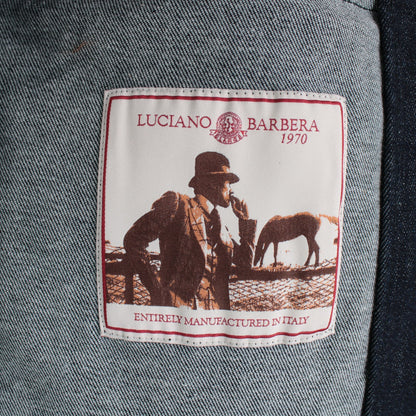 LUCIANO BARBERA
1970
ENTIRELY MANUFACTURED IN ITALY